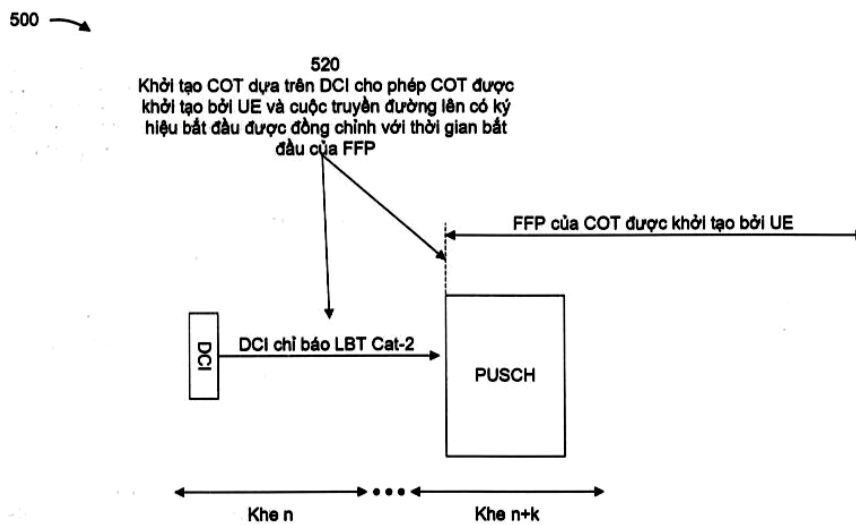 500
520
Khởi tạo COT dựa trên DCI cho phép COT được
khởi tạo bởi UE và cuộc truyền đường lên có ký
hiệu bắt đầu được đồng chỉnh với thời gian bắt
đầu của FFP
FFP của COT được khởi tạo bởi UE
DCI
DCI chỉ báo LBT Cat-2
PUSCH
Khe n
Khe n+k